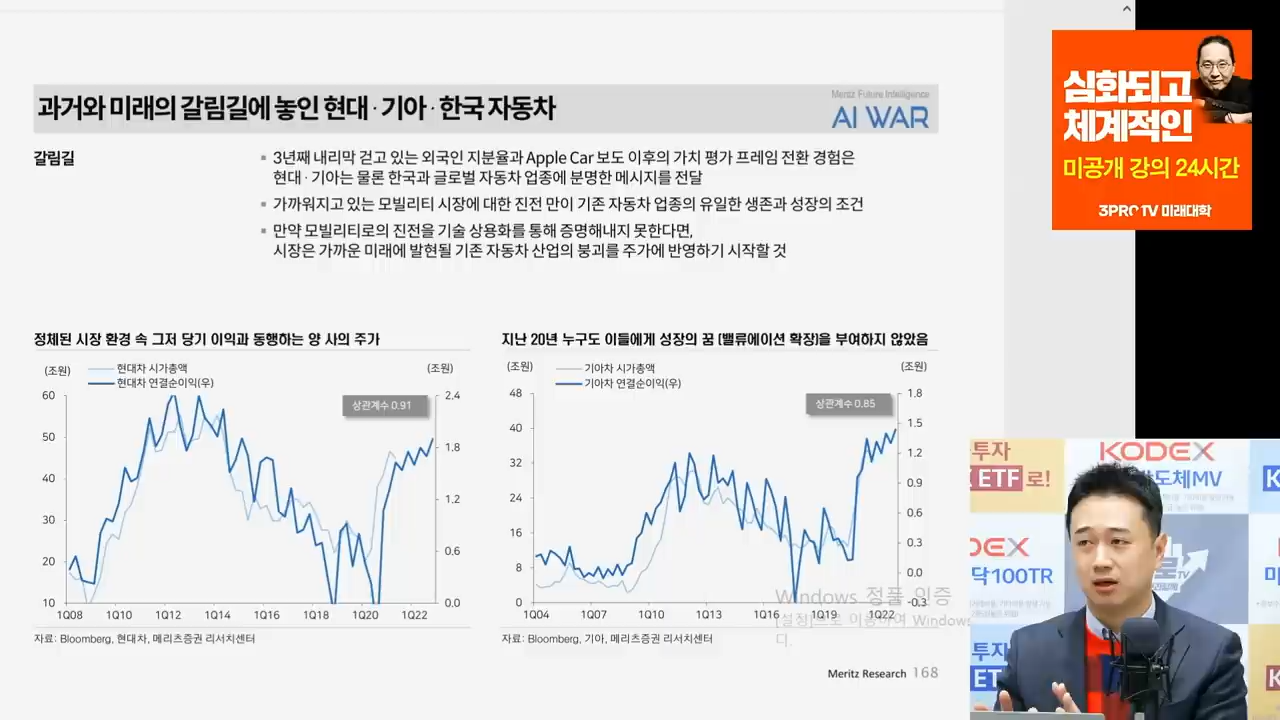 과거와 미래의 갈림길에 놓인 현대 · 기아 · 한국 자동차
Meritz Future Intelligence
AI WAR
갈림길
▪ 3년째 내리막 걷고 있는 외국인 지분율과 Apple Car 보도 이후의 가치 평가 프레임 전환 경험은
현대 · 기아는 물론 한국과 글로벌 자동차 업종에 분명한 메시지를 전달
▪ 가까워지고 있는 모빌리티 시장에 대한 진전 만이 기존 자동차 업종의 유일한 생존과 성장의 조건
▪ 만약 모빌리티로의 진전을 기술 상용화를 통해 증명해내지 못한다면,
시장은 가까운 미래에 발현될 기존 자동차 산업의 붕괴를 주가에 반영하기 시작할 것
정체된 시장 환경 속 그저 당기 이익과 동행하는 양 사의 주가
(조원)
현대차 시가총액
현대차 연결순이익(우)
(조원)
상관계수 0.91
60
50
40
30
20
10
2.4
1.8
1.2
0.6
0.0
1Q08 1Q10 1Q12 1Q14 1Q16 1Q18 1Q20 1Q22
자료: Bloomberg, 현대차, 메리츠증권 리서치센터
지난 20년 누구도 이들에게 성장의 꿈 (밸류에이션 확장)을 부여하지 않았음
(조원)
기아차 시가총액
기아차 연결순이익(우)
(조원)
상관계수 0.85
48
40
32
24
16
8
0
1.8
1.5
1.2
0.9
0.6
0.3
0.0
-0.3
1Q04 1Q07 1Q10 1Q13 1Q16 1Q19 1Q22
자료: Bloomberg, 기아, 메리츠증권 리서치센터
Windows 정품 인증
Meritz Research 168
심화되고
체계적인
미공개 강의 24시간
3PRO TV 미래대학
투자
ETF로!
KODEX
도체MV
DEX
닥100TR
투자
ET